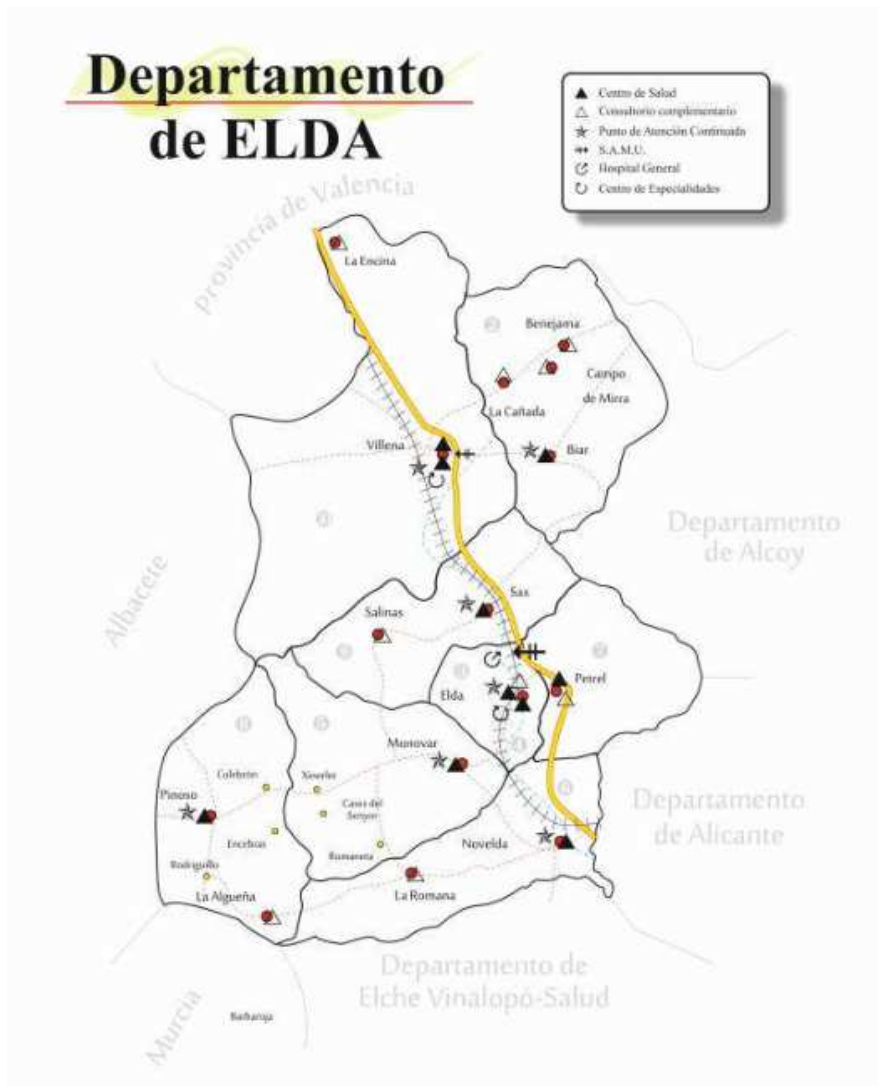 Departamento
de ELDA
Centro de Salud
Consultorio complementario
Punto de Atención Continuada
S.A.M.U.
Hospital General
Centro de Especialidades
Provincia de Valencia
La Encina
2
Benejama
Campo
de Mirra
La Cañada
Villena
Biar
Departamento
de Alcoy
Albacete
Sax
Salinas
Petrel
Elda
Monovar
Pinoso
Culebrón
Xinorlet
Casas del
Senyor
Encebras
Romaneta
Novelda
Rodriguillo
La Algueña
La Romana
Departamento
de Alicante
Departamento de
Elche Vinalopó-Salud
Murcia
Barbaroja